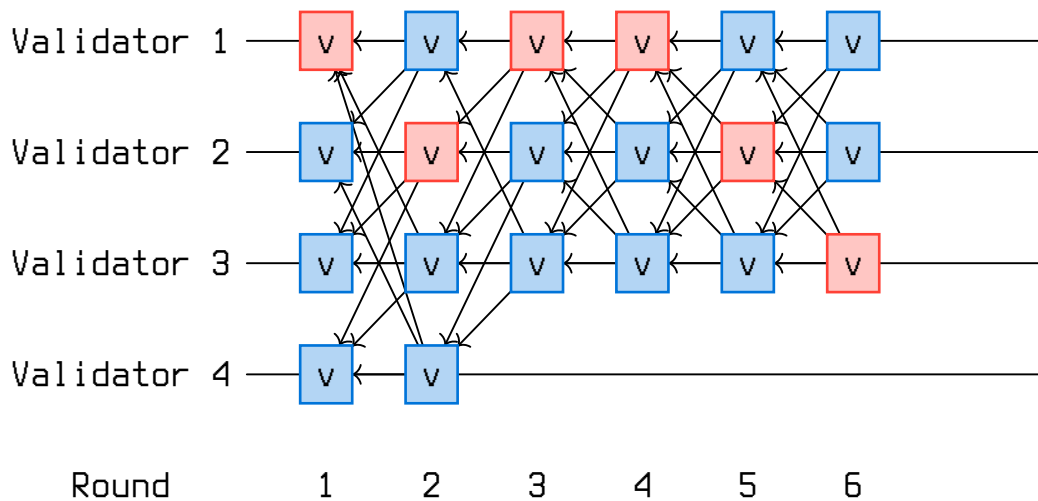 Validator 1 v v v v v v
Validator 2 v v v v v v
Validator 3 v v v v v v
Validator 4 v v
Round 1 2 3 4 5 6